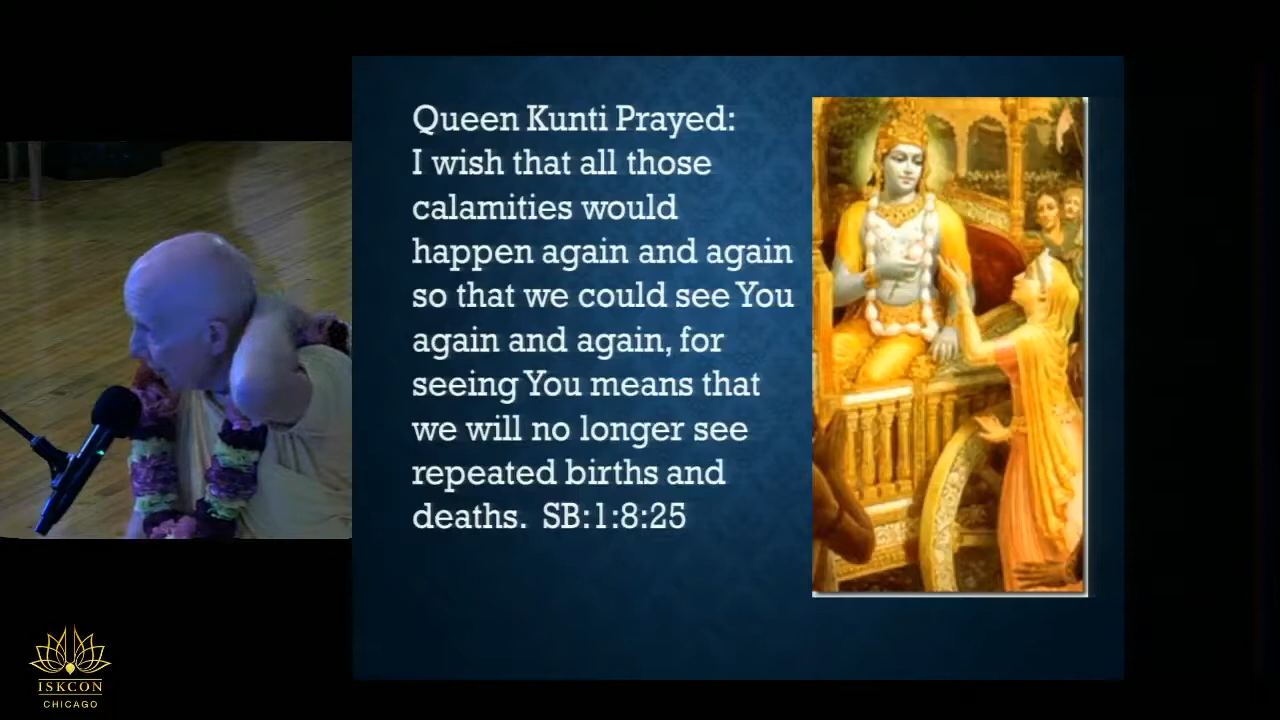 Queen Kunti Prayed:
I wish that all those
calamities would
happen again and again
so that we could see You
again and again, for
seeing You means that
we will no longer see
repeated births and
deaths.  SB:1:8:25
ISKCON
CHICAGO